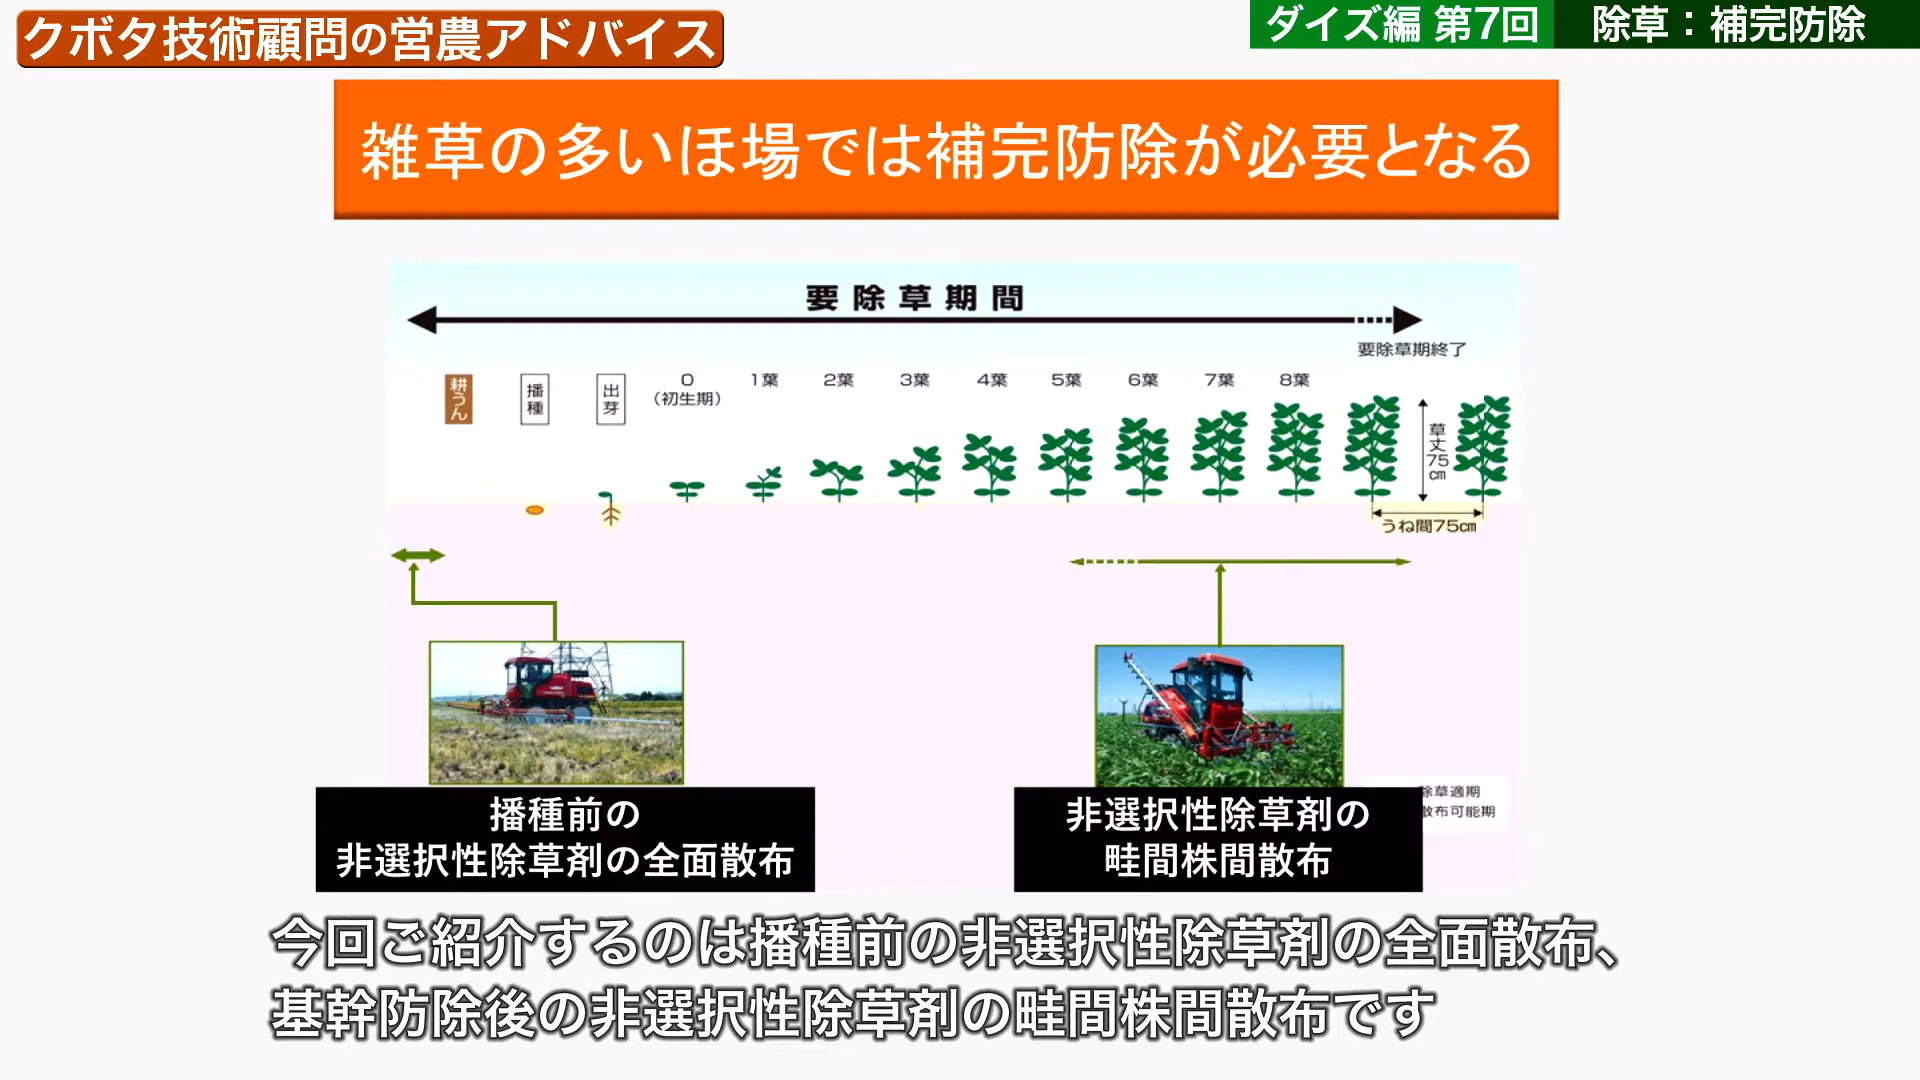 クボタ技術顧問の営農アドバイス
ダイズ編 第7回
除草：補完防除
雑草の多いほ場では補完防除が必要となる
要除草期間
要除草期終了
耕うん
播種
出芽
0
（初生期）
1葉
2葉
3葉
4葉
5葉
6葉
7葉
8葉
草丈75㎝
うね間75㎝
除草適期
散布可能期
播種前の
非選択性除草剤の全面散布
非選択性除草剤の
畦間株間散布
今回ご紹介するのは播種前の非選択性除草剤の全面散布、
基幹防除後の非選択性除草剤の畦間株間散布です